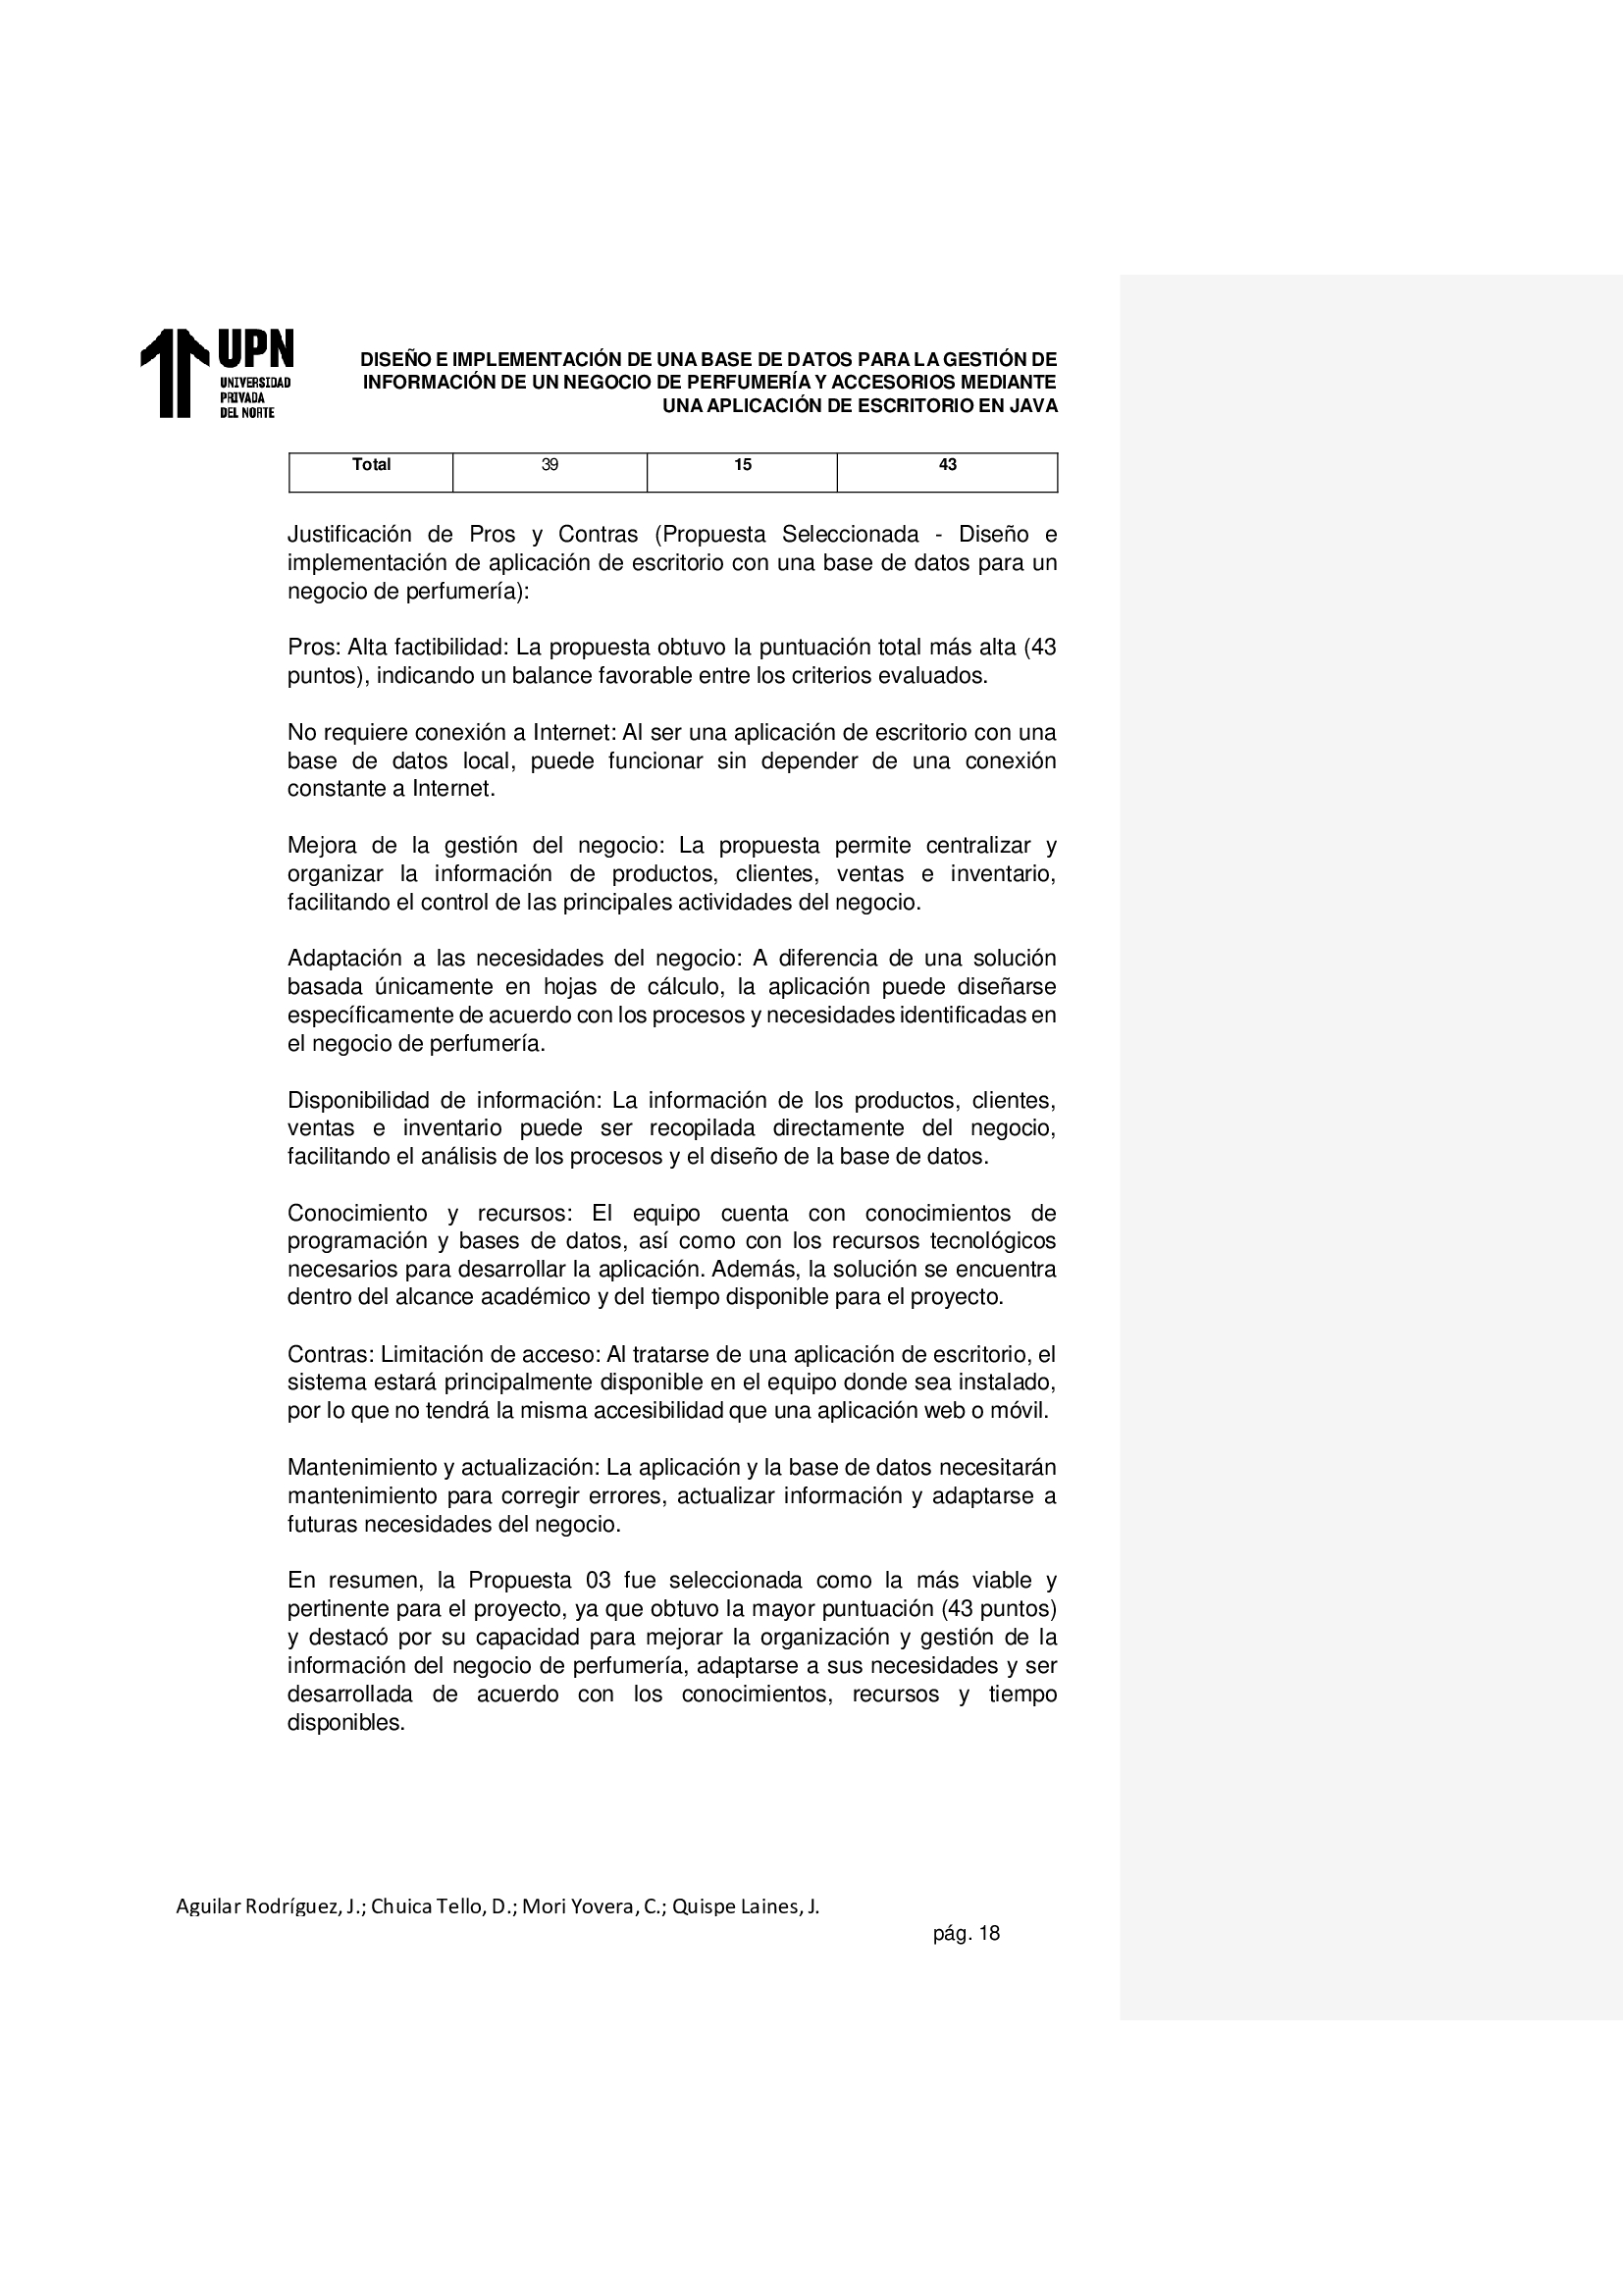 UPN
UNIVERSIDAD
PRIVADA
DEL NORTE
DISEÑO E IMPLEMENTACIÓN DE UNA BASE DE DATOS PARA LA GESTIÓN DE
INFORMACIÓN DE UN NEGOCIO DE PERFUMERÍA Y ACCESORIOS MEDIANTE
UNA APLICACIÓN DE ESCRITORIO EN JAVA
Total 39 15 43
Justificación de Pros y Contras (Propuesta Seleccionada - Diseño e
implementación de aplicación de escritorio con una base de datos para un
negocio de perfumería):
Pros: Alta factibilidad: La propuesta obtuvo la puntuación total más alta (43
puntos), indicando un balance favorable entre los criterios evaluados.
No requiere conexión a Internet: Al ser una aplicación de escritorio con una
base de datos local, puede funcionar sin depender de una conexión
constante a Internet.
Mejora de la gestión del negocio: La propuesta permite centralizar y
organizar la información de productos, clientes, ventas e inventario,
facilitando el control de las principales actividades del negocio.
Adaptación a las necesidades del negocio: A diferencia de una solución
basada únicamente en hojas de cálculo, la aplicación puede diseñarse
específicamente de acuerdo con los procesos y necesidades identificadas en
el negocio de perfumería.
Disponibilidad de información: La información de los productos, clientes,
ventas e inventario puede ser recopilada directamente del negocio,
facilitando el análisis de los procesos y el diseño de la base de datos.
Conocimiento y recursos: El equipo cuenta con conocimientos de
programación y bases de datos, así como con los recursos tecnológicos
necesarios para desarrollar la aplicación. Además, la solución se encuentra
dentro del alcance académico y del tiempo disponible para el proyecto.
Contras: Limitación de acceso: Al tratarse de una aplicación de escritorio, el
sistema estará principalmente disponible en el equipo donde sea instalado,
por lo que no tendrá la misma accesibilidad que una aplicación web o móvil.
Mantenimiento y actualización: La aplicación y la base de datos necesitarán
mantenimiento para corregir errores, actualizar información y adaptarse a
futuras necesidades del negocio.
En resumen, la Propuesta 03 fue seleccionada como la más viable y
pertinente para el proyecto, ya que obtuvo la mayor puntuación (43 puntos)
y destacó por su capacidad para mejorar la organización y gestión de la
información del negocio de perfumería, adaptarse a sus necesidades y ser
desarrollada de acuerdo con los conocimientos, recursos y tiempo
disponibles.
Aguilar Rodríguez, J.; Chuica Tello, D.; Mori Yovera, C.; Quispe Laines, J.
pág. 18